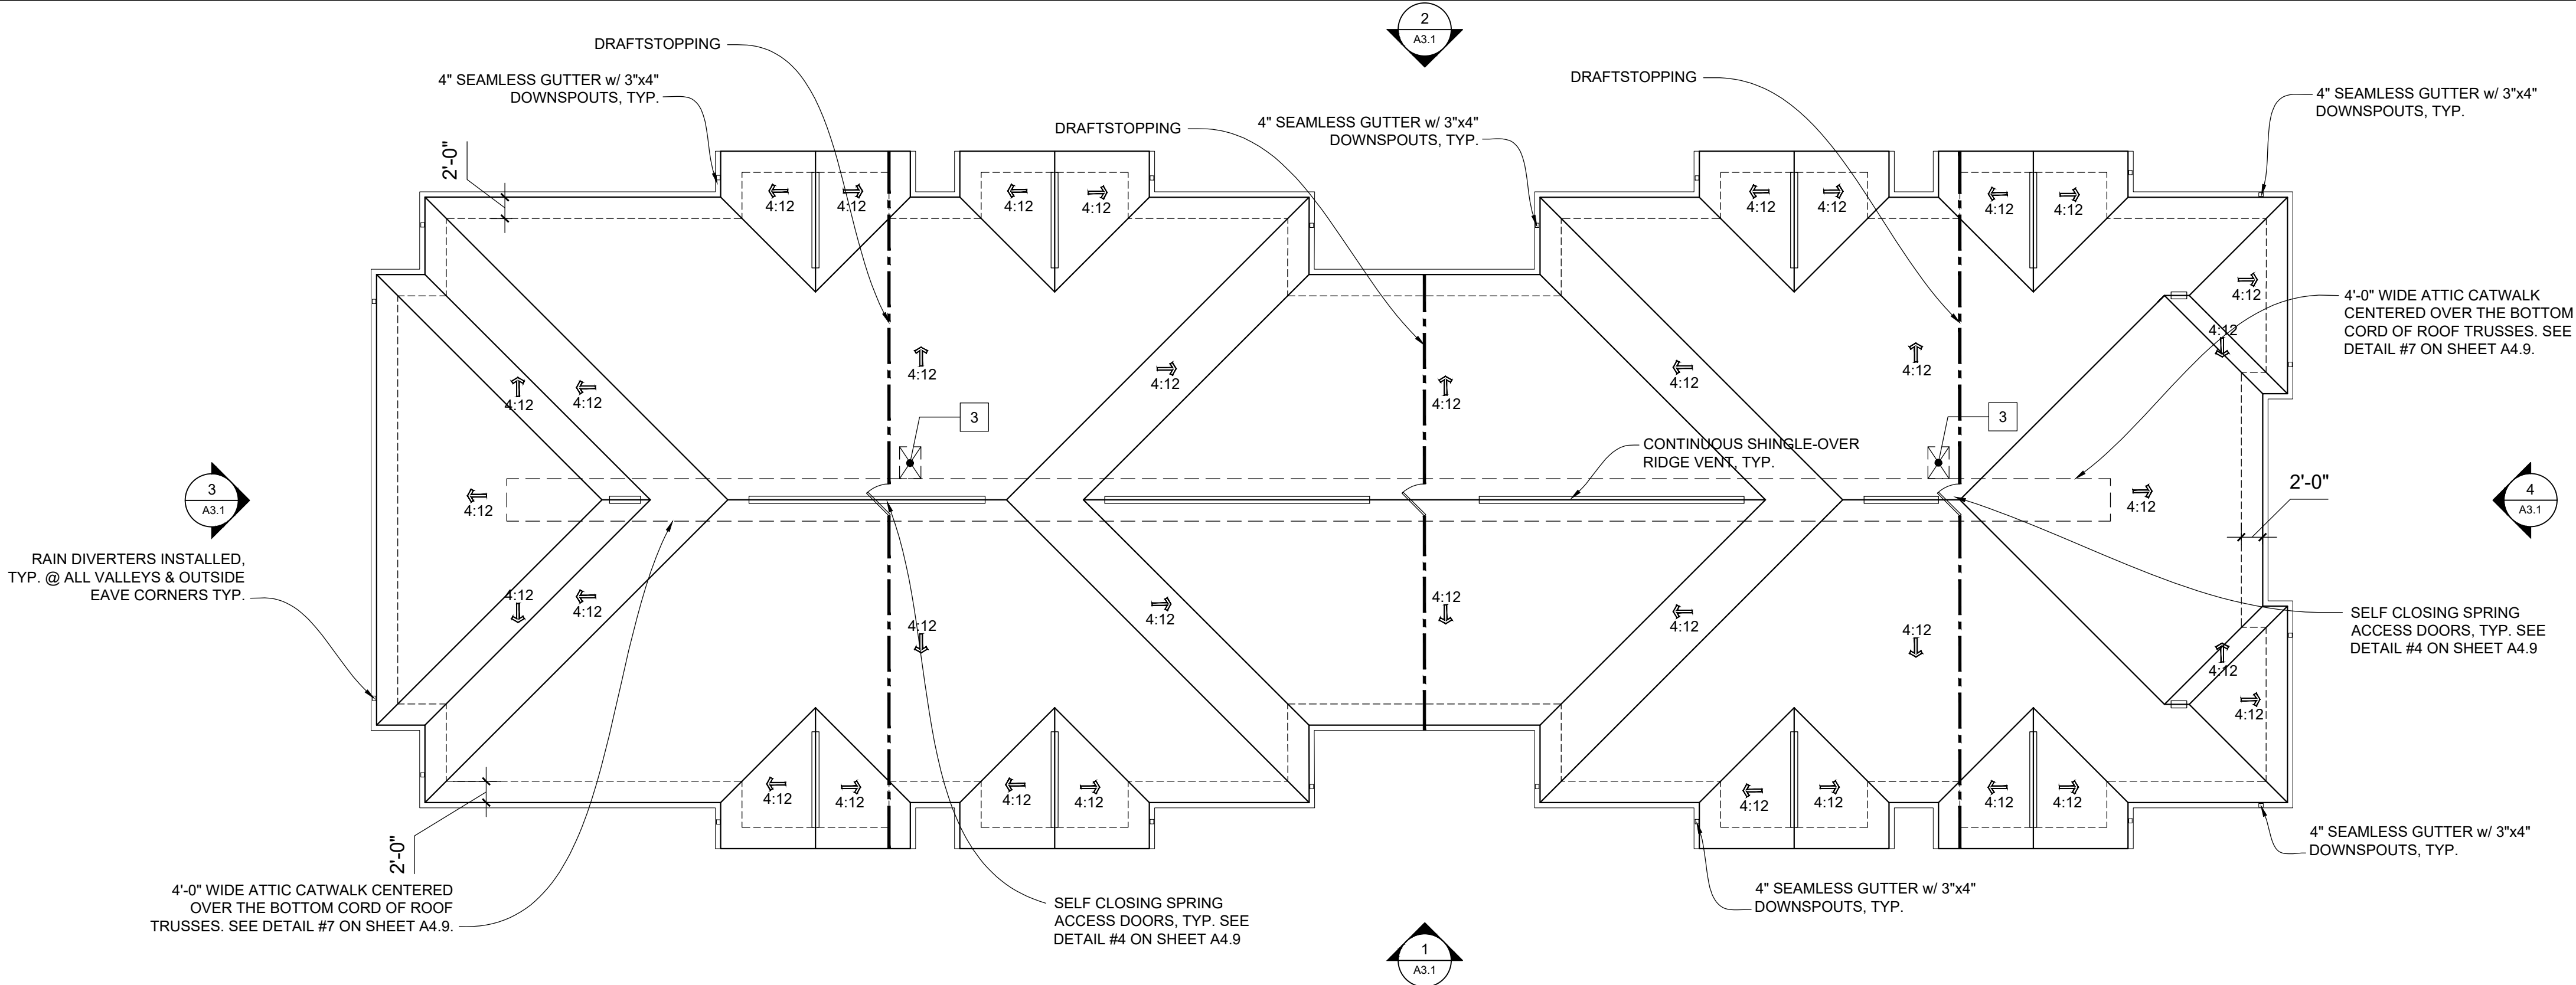 2
A3.1
DRAFTSTOPPING
4" SEAMLESS GUTTER w/ 3"x4"
DOWNSPOUTS, TYP.
DRAFTSTOPPING
4" SEAMLESS GUTTER w/ 3"x4"
DOWNSPOUTS, TYP.
DRAFTSTOPPING
4" SEAMLESS GUTTER w/ 3"x4"
DOWNSPOUTS, TYP.
2'-0"
4:12
4:12
4:12
4:12
4:12
4:12
4:12
4:12
4:12
4:12
4'-0" WIDE ATTIC CATWALK
CENTERED OVER THE BOTTOM
CORD OF ROOF TRUSSES. SEE
DETAIL #7 ON SHEET A4.9.
4:12
4:12
4:12
4:12
4:12
4:12
4:12
4:12
3
3
CONTINUOUS SHINGLE-OVER
RIDGE VENT, TYP.
3
A3.1
4:12
4:12
2'-0"
4
A3.1
RAIN DIVERTERS INSTALLED,
TYP. @ ALL VALLEYS & OUTSIDE
EAVE CORNERS TYP.
4:12
4:12
4:12
4:12
4:12
4:12
4:12
SELF CLOSING SPRING
ACCESS DOORS, TYP. SEE
DETAIL #4 ON SHEET A4.9
4:12
4:12
4:12
4:12
4:12
4:12
4:12
4:12
4:12
4:12
2'-0"
4" SEAMLESS GUTTER w/ 3"x4"
DOWNSPOUTS, TYP.
4'-0" WIDE ATTIC CATWALK CENTERED
OVER THE BOTTOM CORD OF ROOF
TRUSSES. SEE DETAIL #7 ON SHEET A4.9.
SELF CLOSING SPRING
ACCESS DOORS, TYP. SEE
DETAIL #4 ON SHEET A4.9
4" SEAMLESS GUTTER w/ 3"x4"
DOWNSPOUTS, TYP.
1
A3.1